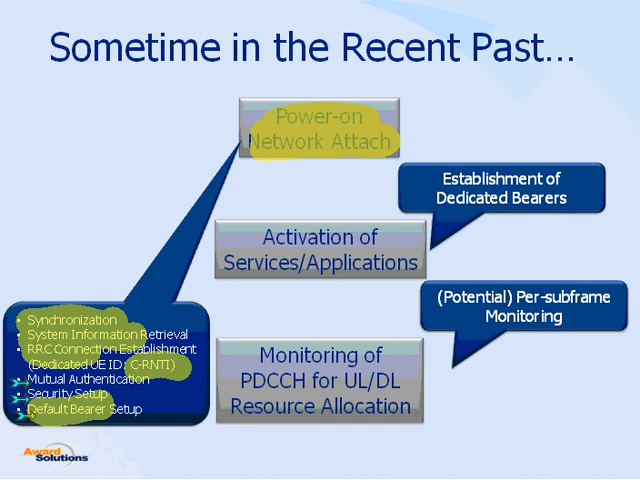 Sometime in the Recent Past…
Power-on
Network Attach
Establishment of
Dedicated Bearers
Activation of
Services/Applications
(Potential) Per-subframe
Monitoring
• Synchronization
• System Information Retrieval
• RRC Connection Establishment
(Dedicated UE ID: C-RNTI)
• Mutual Authentication
• Security Setup
• Default Bearer Setup
Monitoring of
PDCCH for UL/DL
Resource Allocation
Award
Solutions